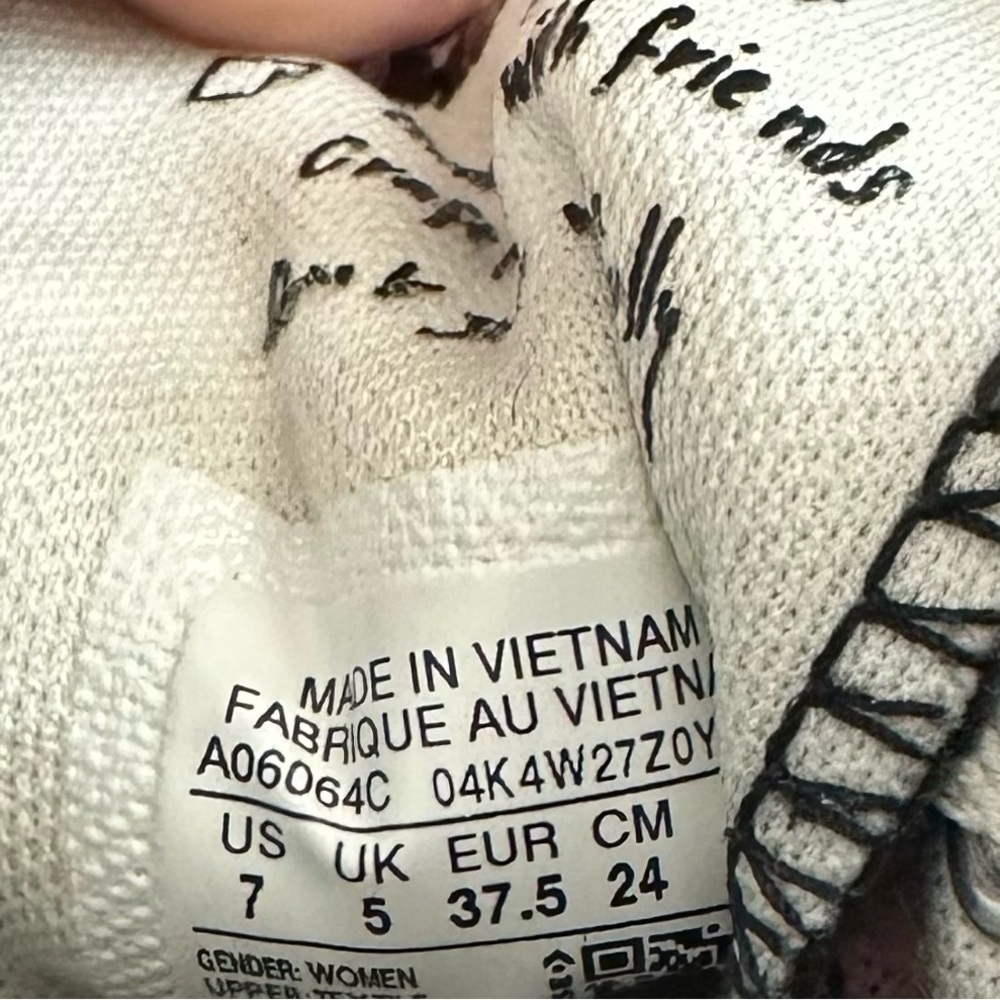 friends
MADE IN VIETNAM
FABRIQUE AU VIETNA
A06064C 04K4W27Z0Y
US UK EUR CM
7 5 37.5 24
GENDER: WOMEN